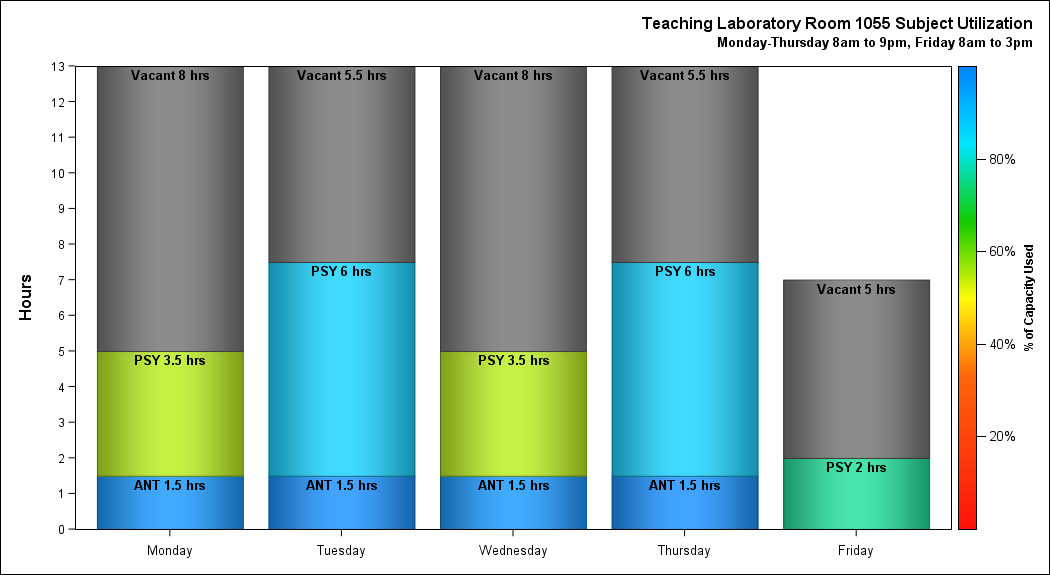 Teaching Laboratory Room 1055 Subject Utilization
Monday-Thursday 8am to 9pm, Friday 8am to 3pm
Hours
13
12
11
10
9
8
7
6
5
4
3
2
1
0
Vacant 8 hrs
PSY 3.5 hrs
ANT 1.5 hrs
Vacant 5.5 hrs
PSY 6 hrs
ANT 1.5 hrs
Vacant 8 hrs
PSY 3.5 hrs
ANT 1.5 hrs
Vacant 5.5 hrs
PSY 6 hrs
ANT 1.5 hrs
Vacant 5 hrs
PSY 2 hrs
Monday
Tuesday
Wednesday
Thursday
Friday
80%
60%
40%
20%
% of Capacity Used